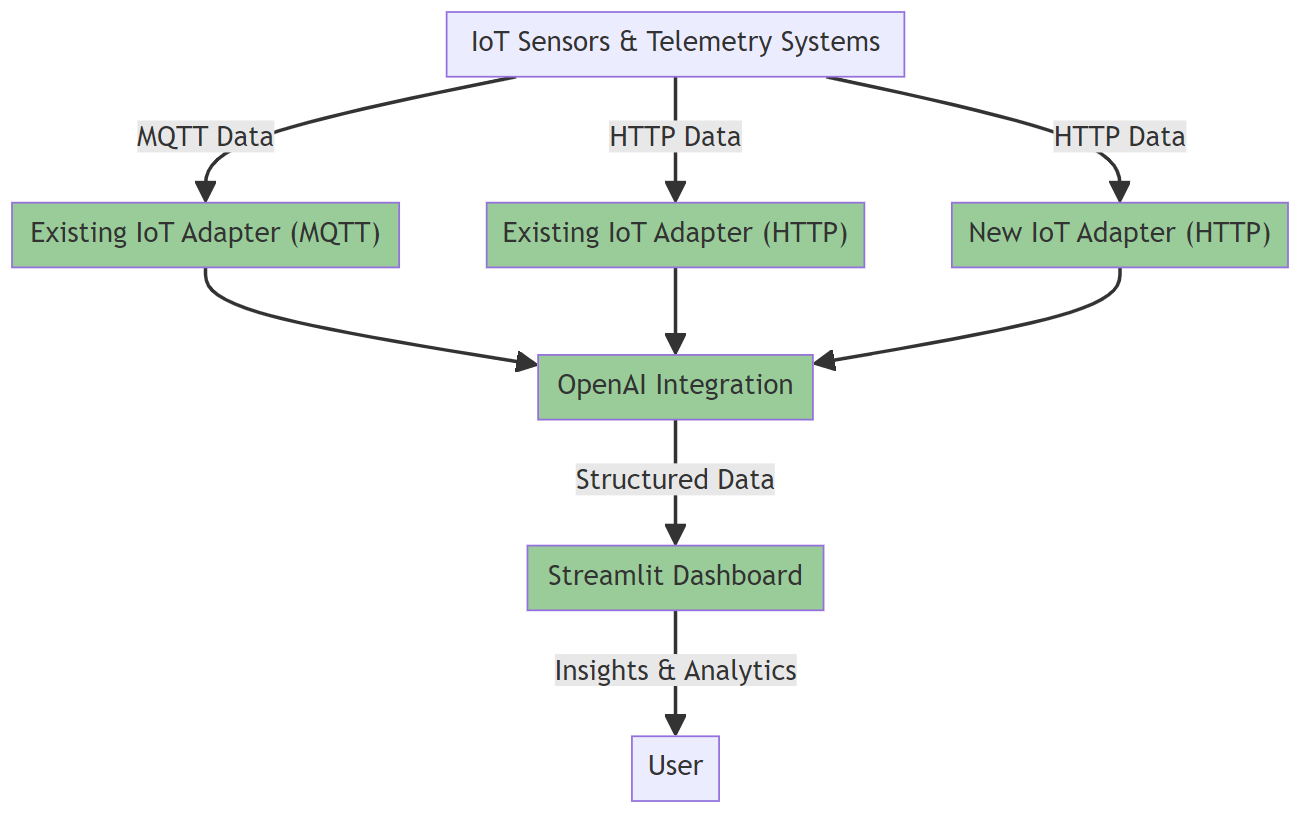 IoT Sensors & Telemetry Systems
MQTT Data
HTTP Data
HTTP Data
Existing IoT Adapter (MQTT)
Existing IoT Adapter (HTTP)
New IoT Adapter (HTTP)
OpenAI Integration
Structured Data
Streamlit Dashboard
Insights & Analytics
User